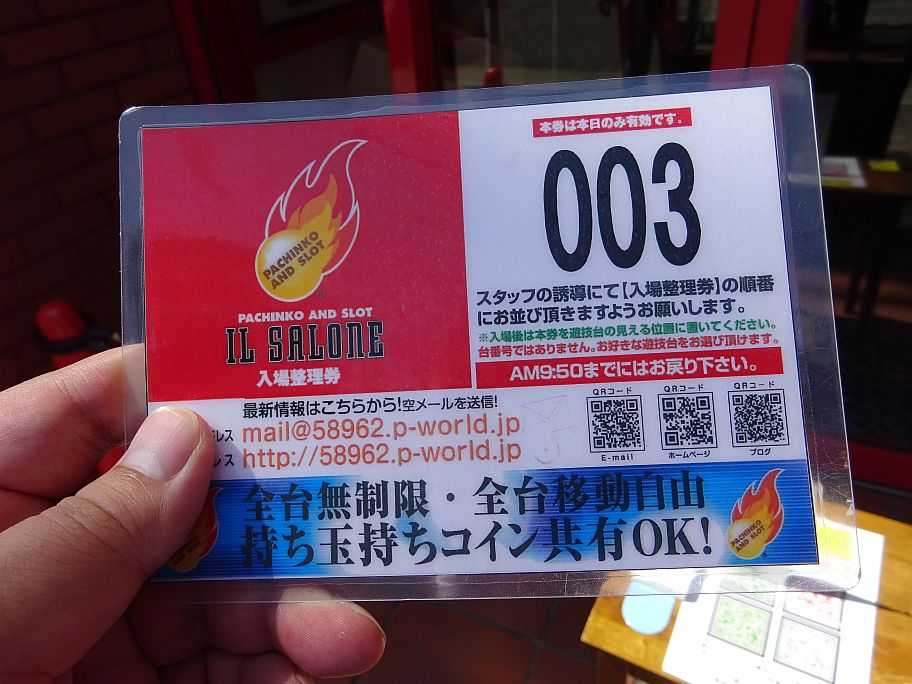 PACHINKO
AND SLOT
PACHINKO AND SLOT
IL SALONE
入場整理券
本券は本日のみ有効です。
003
スタッフの誘導にて【入場整理券】の順番
にお並び頂きますようお願いします。
※入場後は本券を遊技台の見える位置に置いてください。
台番号ではありません。お好きな遊技台をお選び頂けます。
AM9:50までにはお戻り下さい。
最新情報はこちらから!空メールを送信!
ドレス mail@58962.p-world.jp
レス http://58962.p-world.jp
QRコード QRコード QRコード
E-mail ホームページ ブログ
全台無制限・全台移動自由
持ち玉持ちコイン共有OK!
PACHINKO
AND SLOT